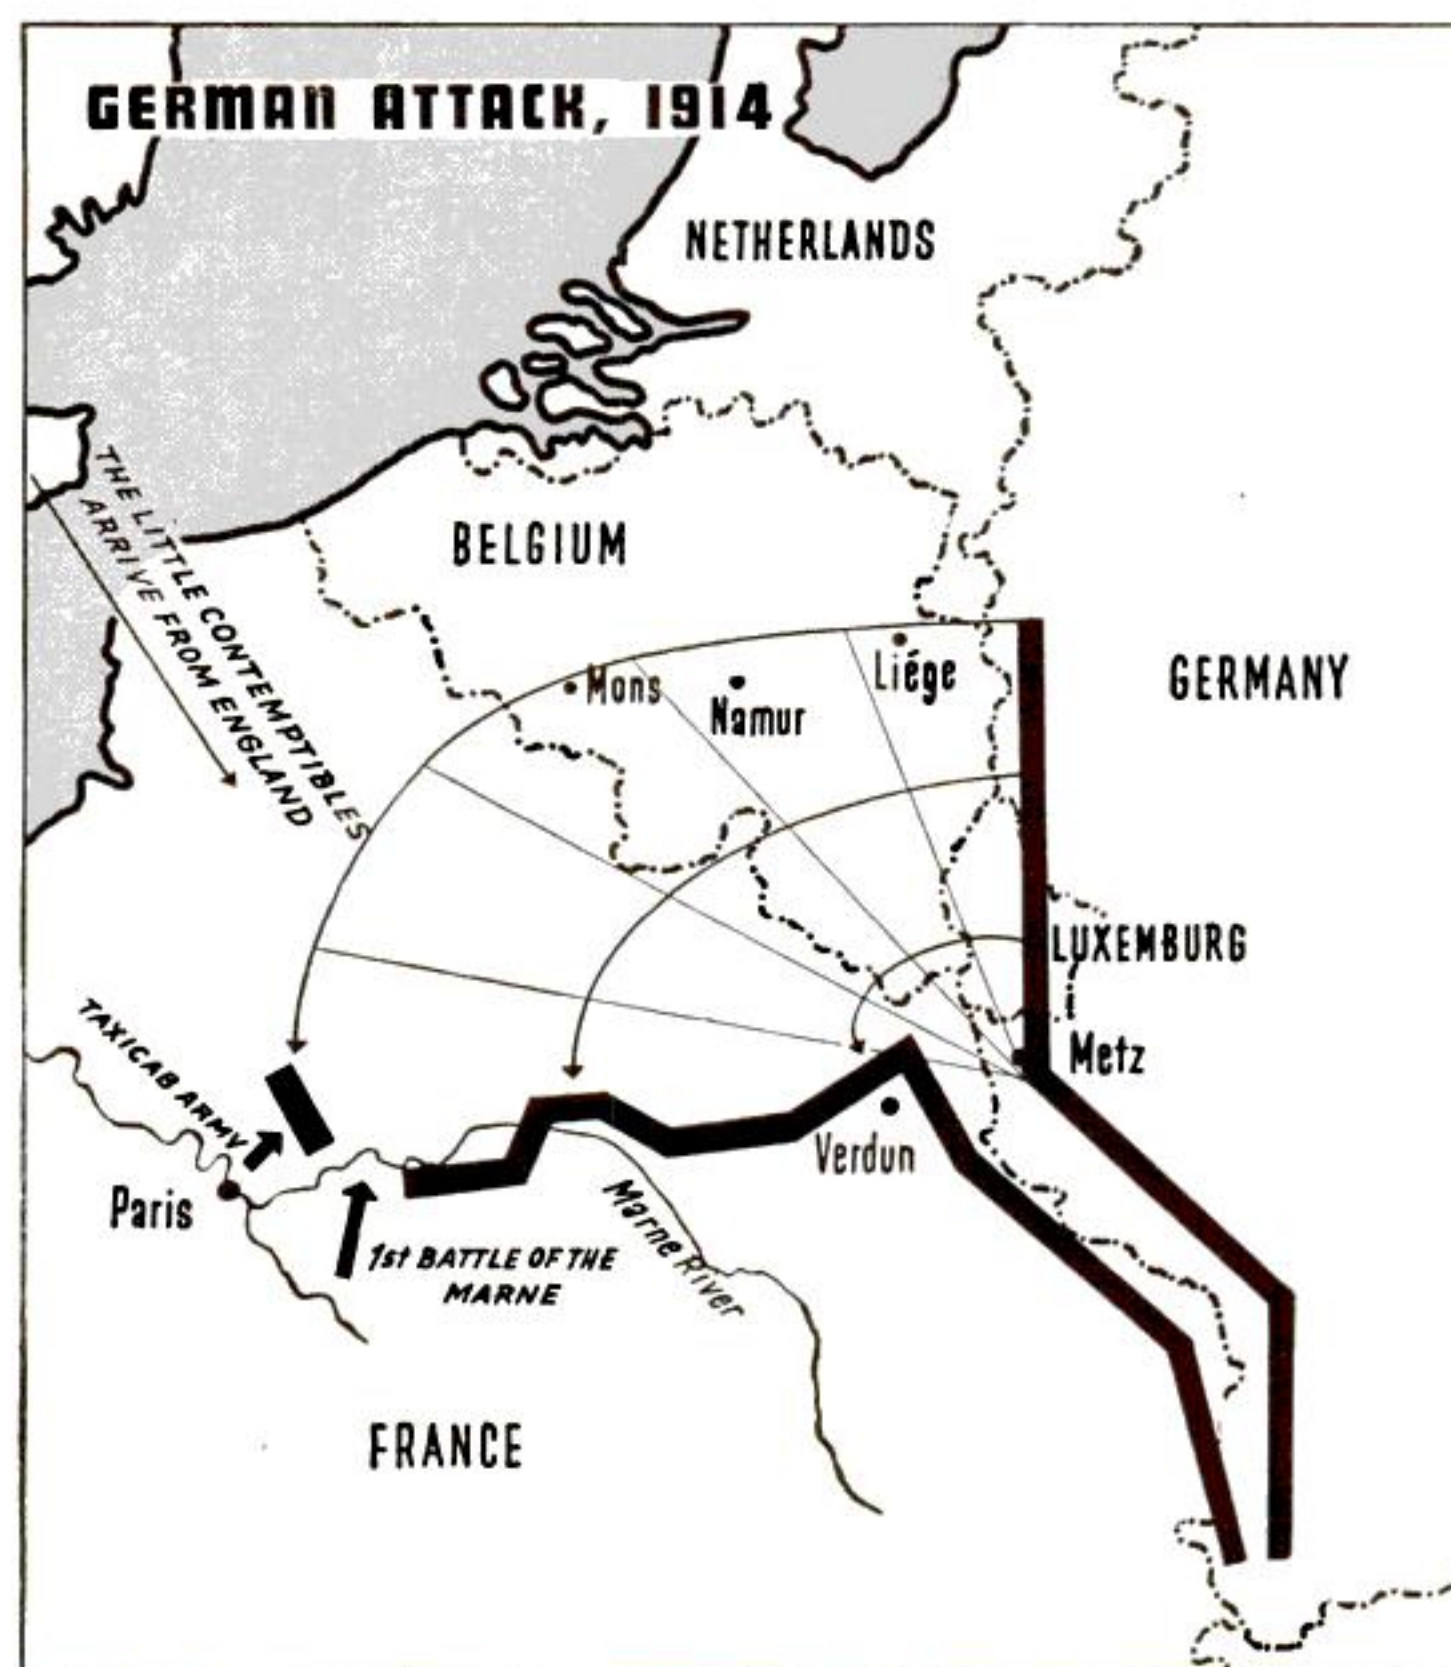 GERMAN ATTACK, 1914
NETHERLANDS
BELGIUM
THE LITTLE CONTEMPTIBLES
ARRIVE FROM ENGLAND
Mons
Namur
Liége
GERMANY
LUXEMBURG
Metz
TAXICAB ARMY
Paris
Verdun
Marne River
1st BATTLE OF THE
MARNE
FRANCE